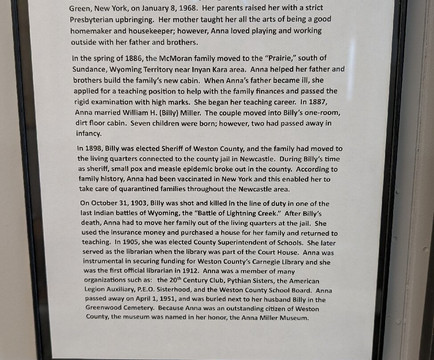 Green, New York, on January 8, 1968. Her parents raised her with a strict
Presbyterian upbringing. Her mother taught her all the arts of being a good
homemaker and housekeeper; however, Anna loved playing and working
outside with her father and brothers.
In the spring of 1886, the McMoran family moved to the "Prairie," south of
Sundance, Wyoming Territory near Inyan Kara area. Anna helped her father and
brothers build the family's new cabin. When Anna's father became ill, she
applied for a teaching position to help with the family finances and passed the
rigid examination with high marks. She began her teaching career. In 1887,
Anna married William H. (Billy) Miller. The couple moved into Billy's one-room,
dirt floor cabin. Seven children were born; however, two had passed away in
infancy.
In 1898, Billy was elected Sheriff of Weston County, and the family had moved to
the living quarters connected to the county jail in Newcastle. During Billy's time
as sheriff, small pox and measle epidemic broke out in the county. According to
family history, Anna had been vaccinated in New York and this enabled her to
take care of quarantined families throughout the Newcastle area.
On October 31, 1903, Billy was shot and killed in the line of duty in one of the
last Indian battles of Wyoming, the "Battle of Lightning Creek." After Billy's
death, Anna had to move her family out of the living quarters at the jail. She
used the insurance money and purchased a house for her family and returned to
teaching. In 1905, she was elected County Superintendent of Schools. She later
served as the librarian when the library was part of the Court House. Anna was
instrumental in securing funding for Weston County's Carnegie Library and she
was the first official librarian in 1912. Anna was a member of many
organizations such as: the 20th Century Club, Pythian Sisters, the American
Legion Auxiliary, P.E.O. Sisterhood, and the Weston County School Board. Anna
passed away on April 1, 1951, and was buried next to her husband Billy in the
Greenwood Cemetery. Because Anna was an outstanding citizen of Weston
County, the museum was named in her honor, the Anna Miller Museum.